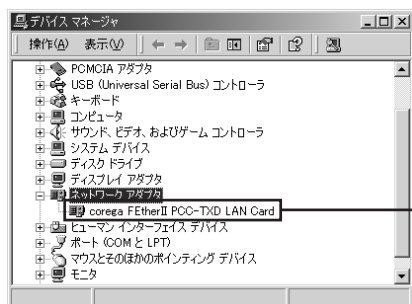 デバイス マネージャ
操作(A) 表示(V)
PCMCIA アダプタ
USB (Universal Serial Bus) コントローラ
キーボード
コンピュータ
サウンド、ビデオ、およびゲーム コントローラ
システム デバイス
ディスク ドライブ
ディスプレイ アダプタ
ネットワーク アダプタ
corega FEtherII PCC-TXD LAN Card
ヒューマン インターフェイス デバイス
ポート (COM と LPT)
マウスとそのほかのポインティング デバイス
モニタ